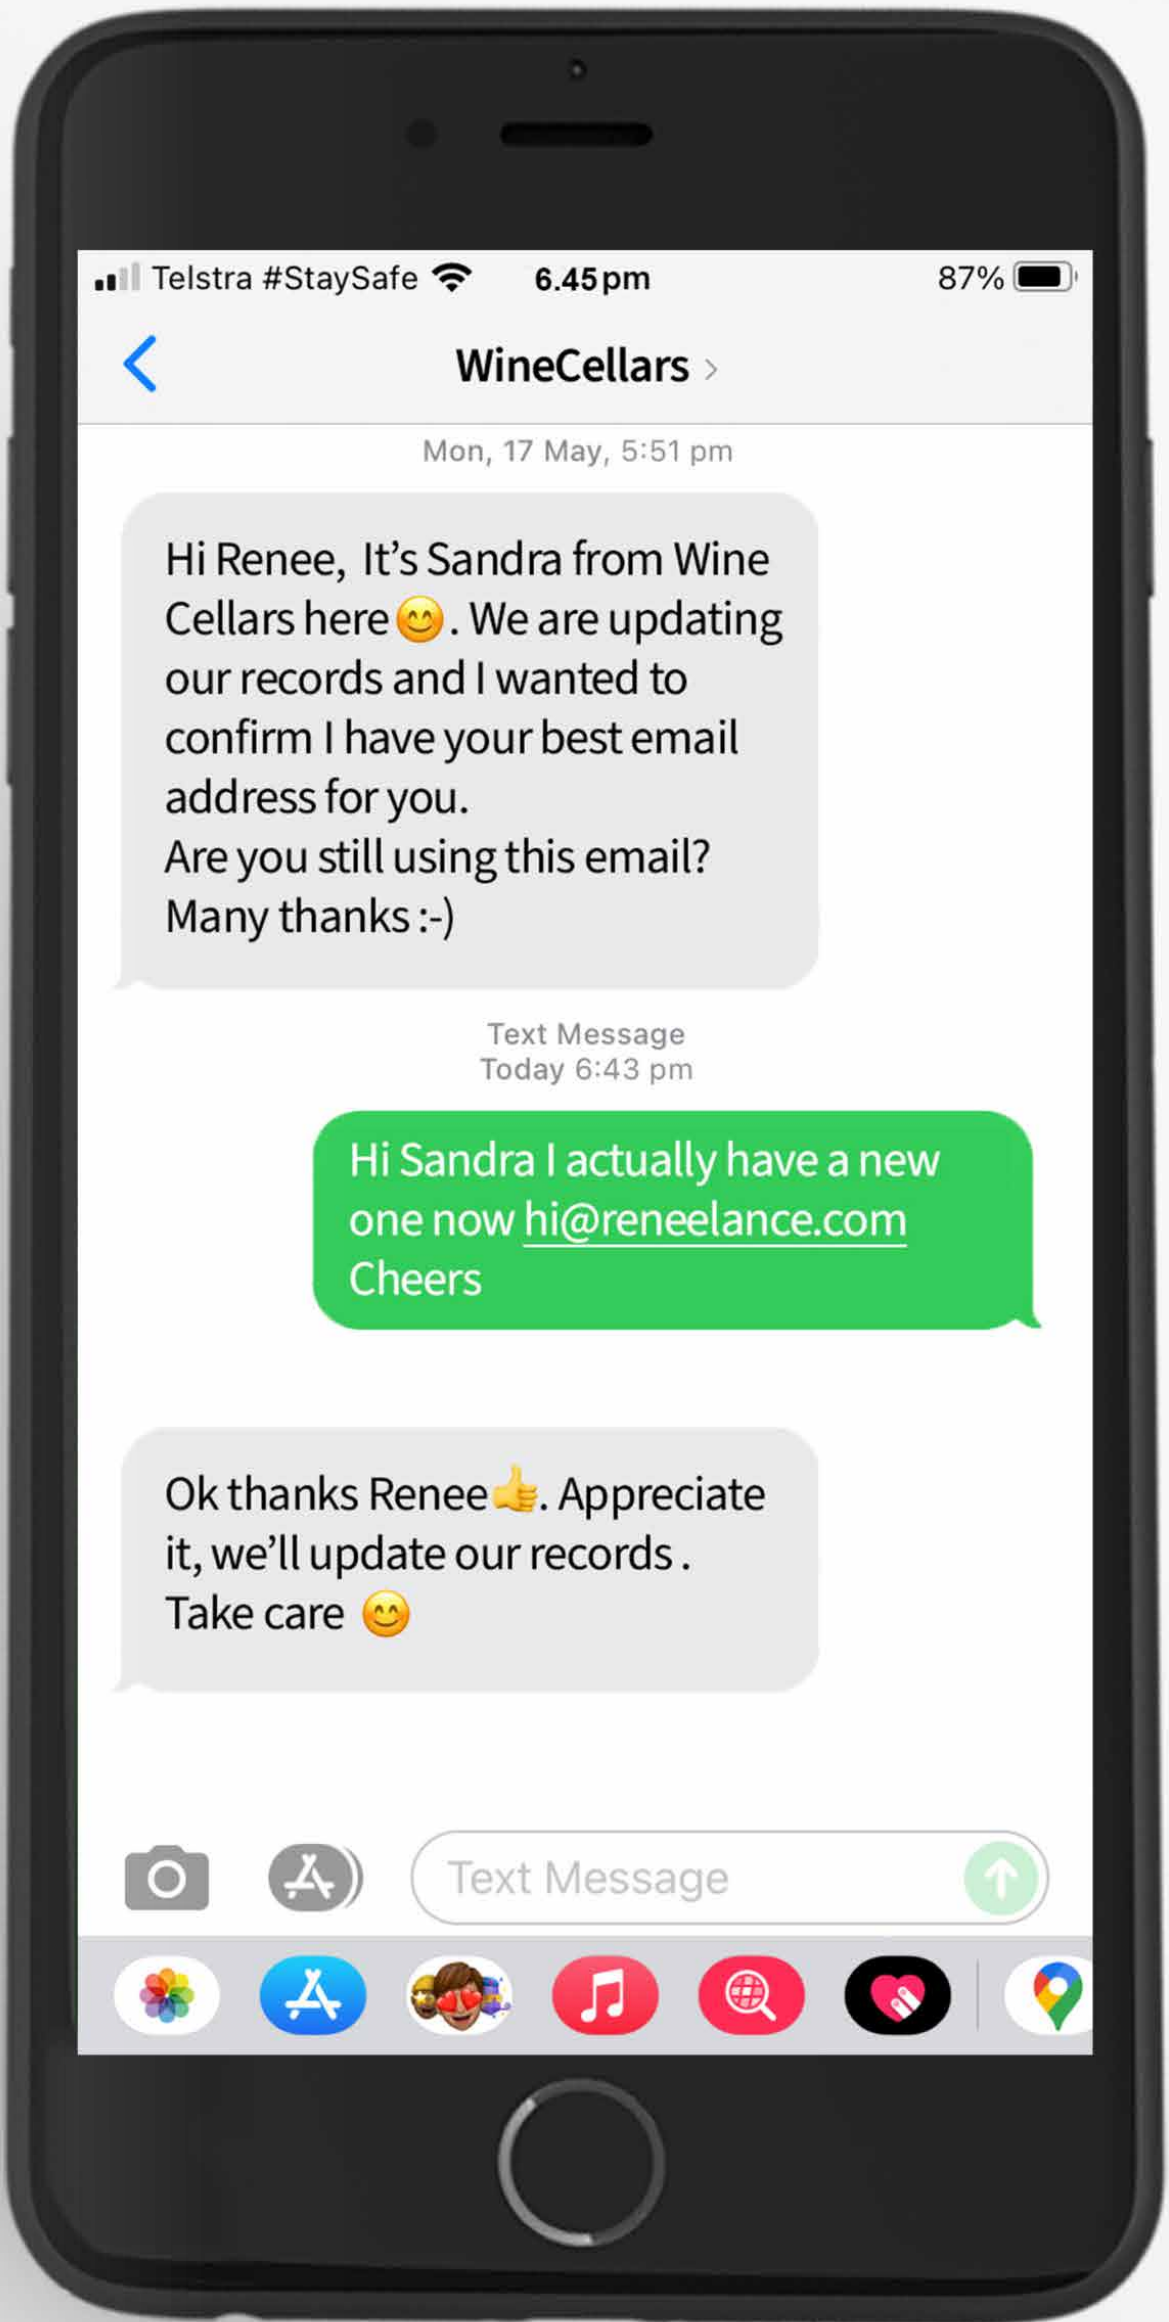 Telstra #StaySafe 6.45pm 87%
WineCellars
Mon, 17 May, 5:51 pm
Hi Renee, It’s Sandra from Wine
Cellars here😊. We are updating
our records and I wanted to
confirm I have your best email
address for you.
Are you still using this email?
Many thanks :-)
Text Message
Today 6:43 pm
Hi Sandra I actually have a new
one now hi@reneelance.com
Cheers
Ok thanks Renee👍. Appreciate
it, we’ll update our records .
Take care 😊
Text Message